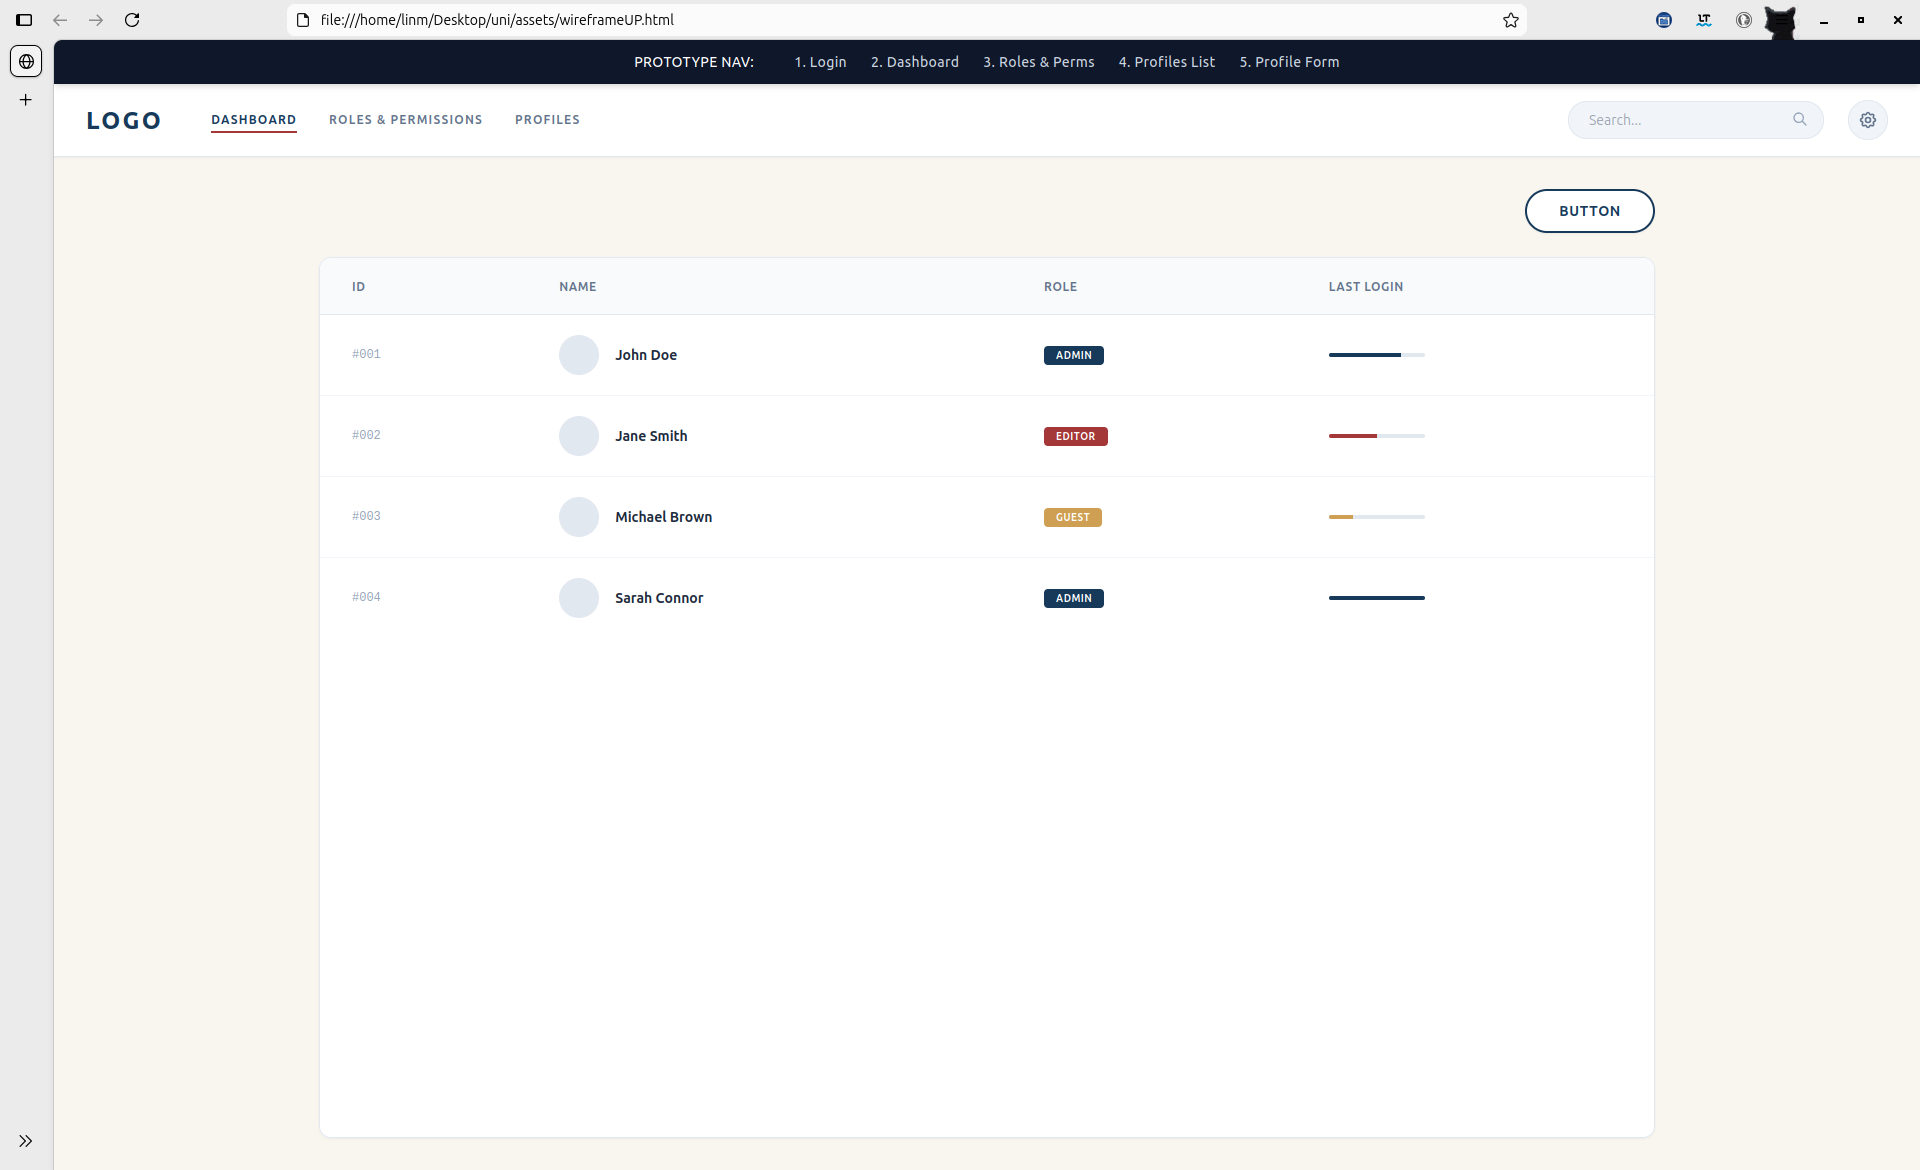 file:///home/linm/Desktop/uni/assets/wireframeUP.html
LT
PROTOTYPE NAV: 1. Login 2. Dashboard 3. Roles & Perms 4. Profiles List 5. Profile Form
LOGO DASHBOARD ROLES & PERMISSIONS PROFILES Search...
BUTTON
ID NAME ROLE LAST LOGIN
#001 John Doe ADMIN
#002 Jane Smith EDITOR
#003 Michael Brown GUEST
#004 Sarah Connor ADMIN